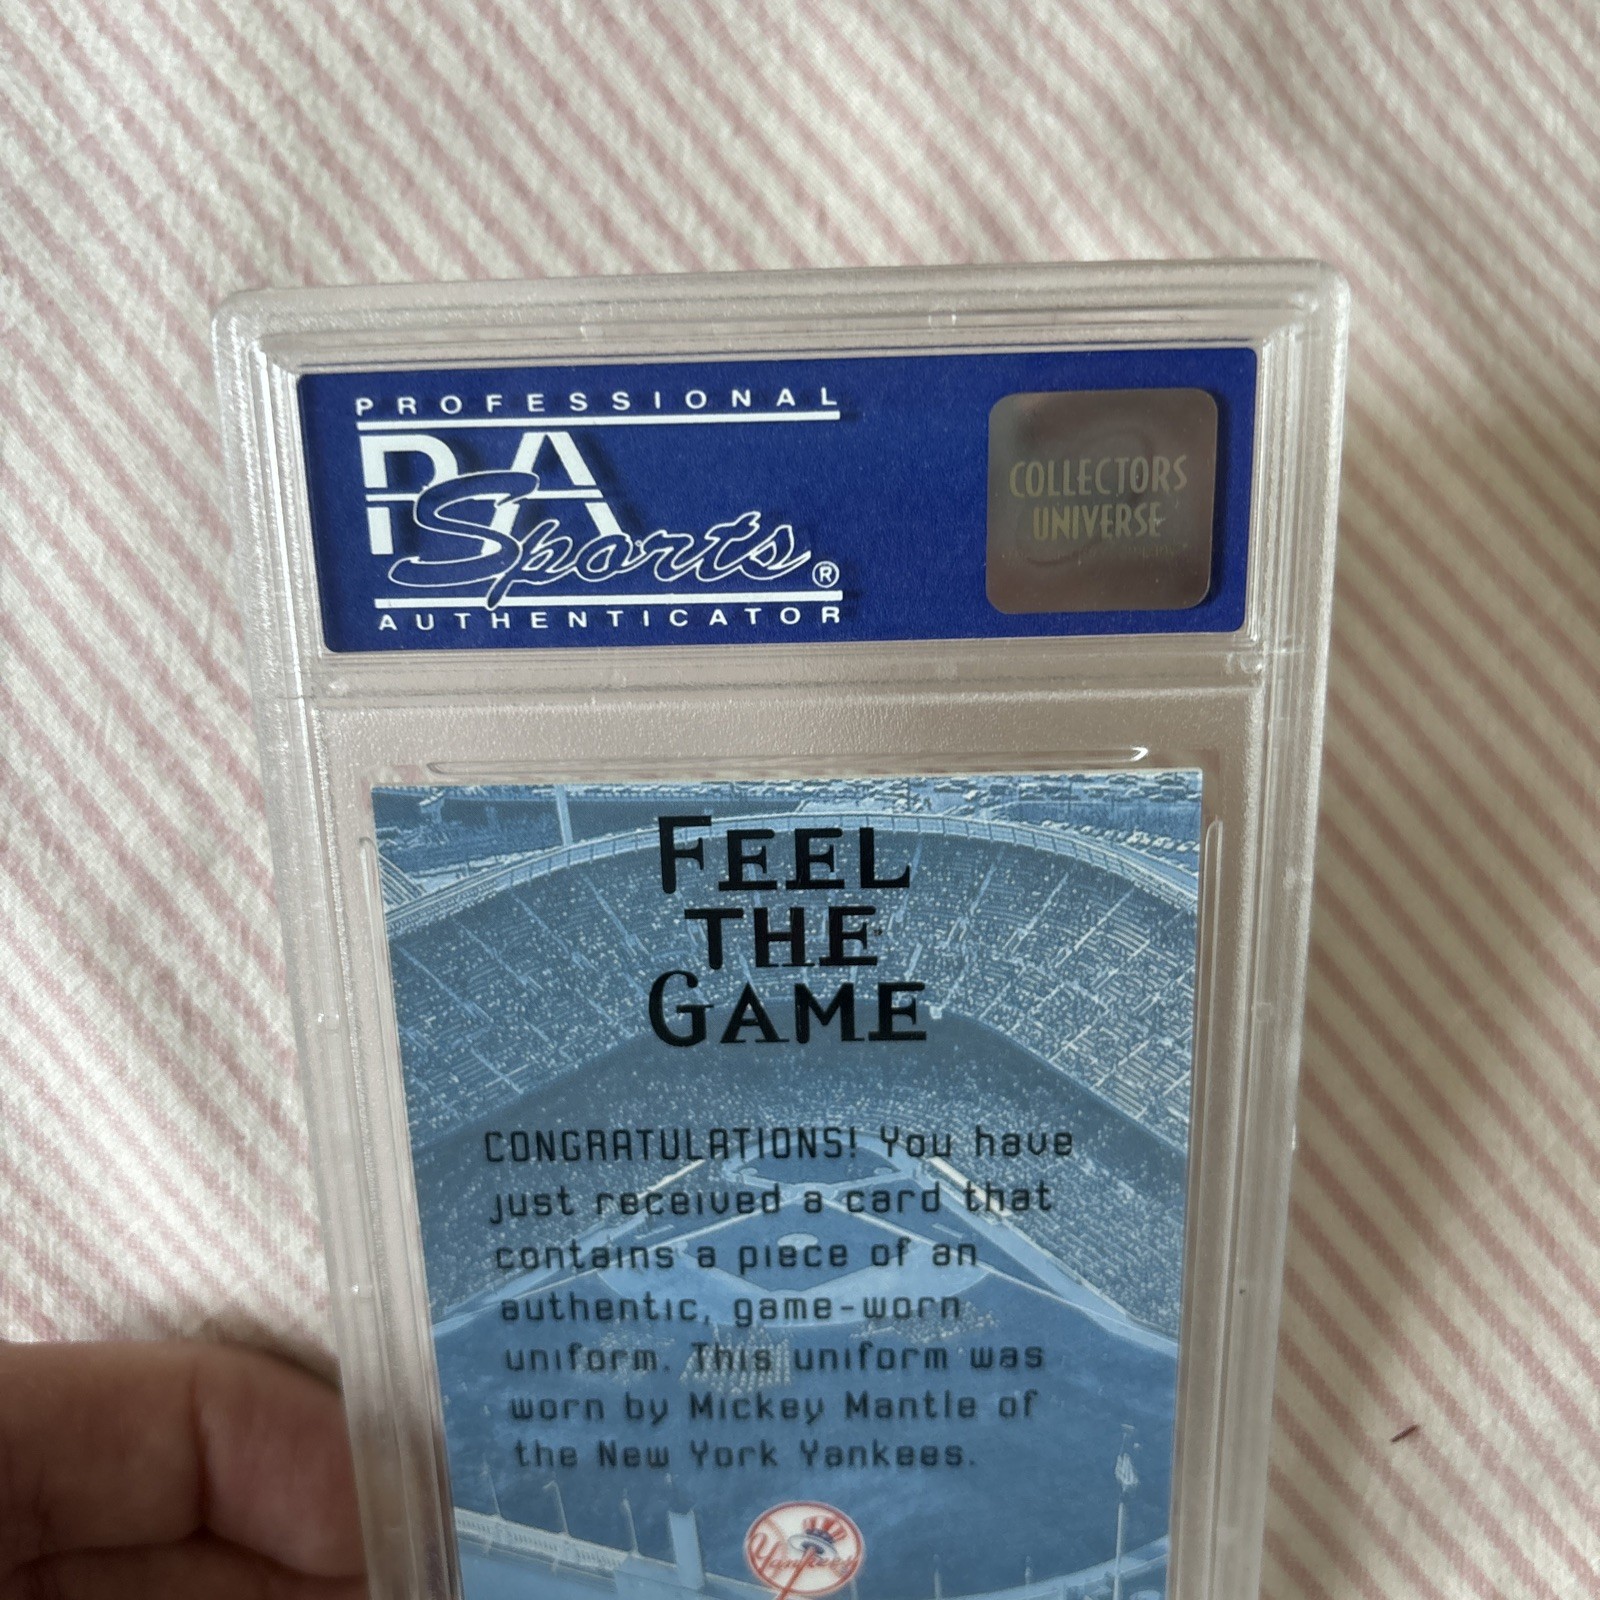 PROFESSIONAL
PSA
Sports®
AUTHENTICATOR
COLLECTORS
UNIVERSE
FEEL
THE
GAME
CONGRATULATIONS! You have
just received a card that
contains a piece of an
authentic, game-worn
uniform. This uniform was
worn by Mickey Mantle of
the New York Yankees.
Yankees